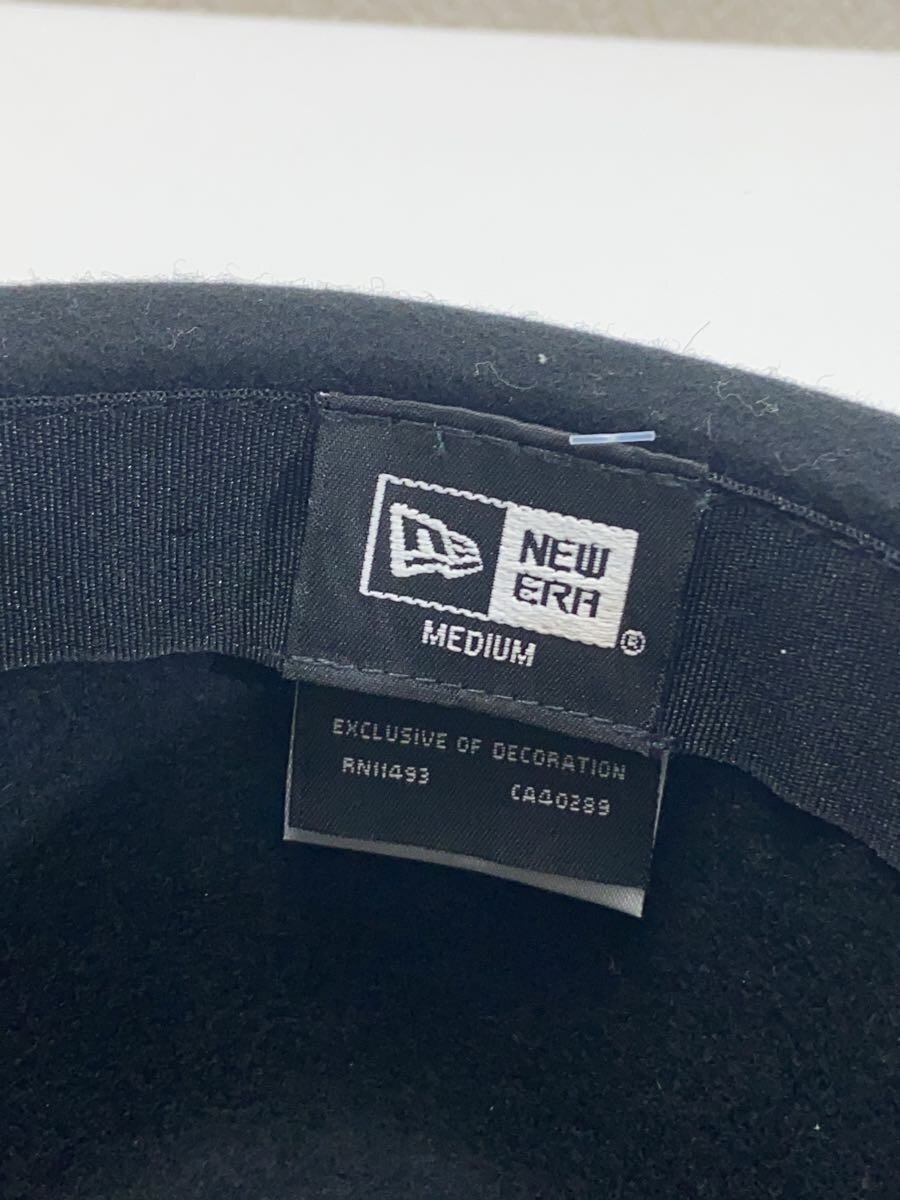 NEW
ERA
®
MEDIUM
EXCLUSIVE OF DECORATION
RN11493 CA40289